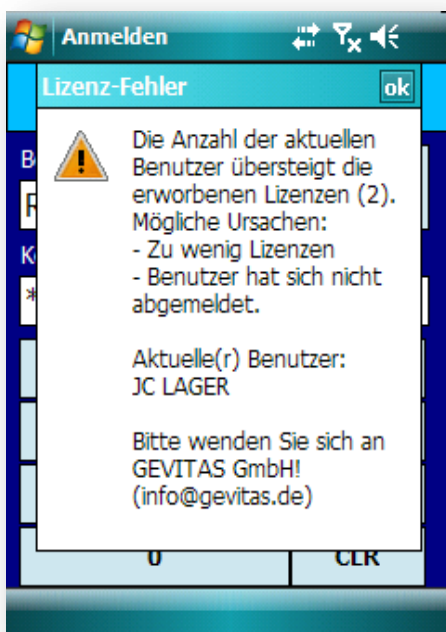 Anmelden
Lizenz-Fehler ok
Die Anzahl der aktuellen
Benutzer übersteigt die
erworbenen Lizenzen (2).
Mögliche Ursachen:
- Zu wenig Lizenzen
- Benutzer hat sich nicht
abgemeldet.
Aktuelle(r) Benutzer:
JC LAGER
Bitte wenden Sie sich an
GEVITAS GmbH!
(info@gevitas.de)
0 CLR